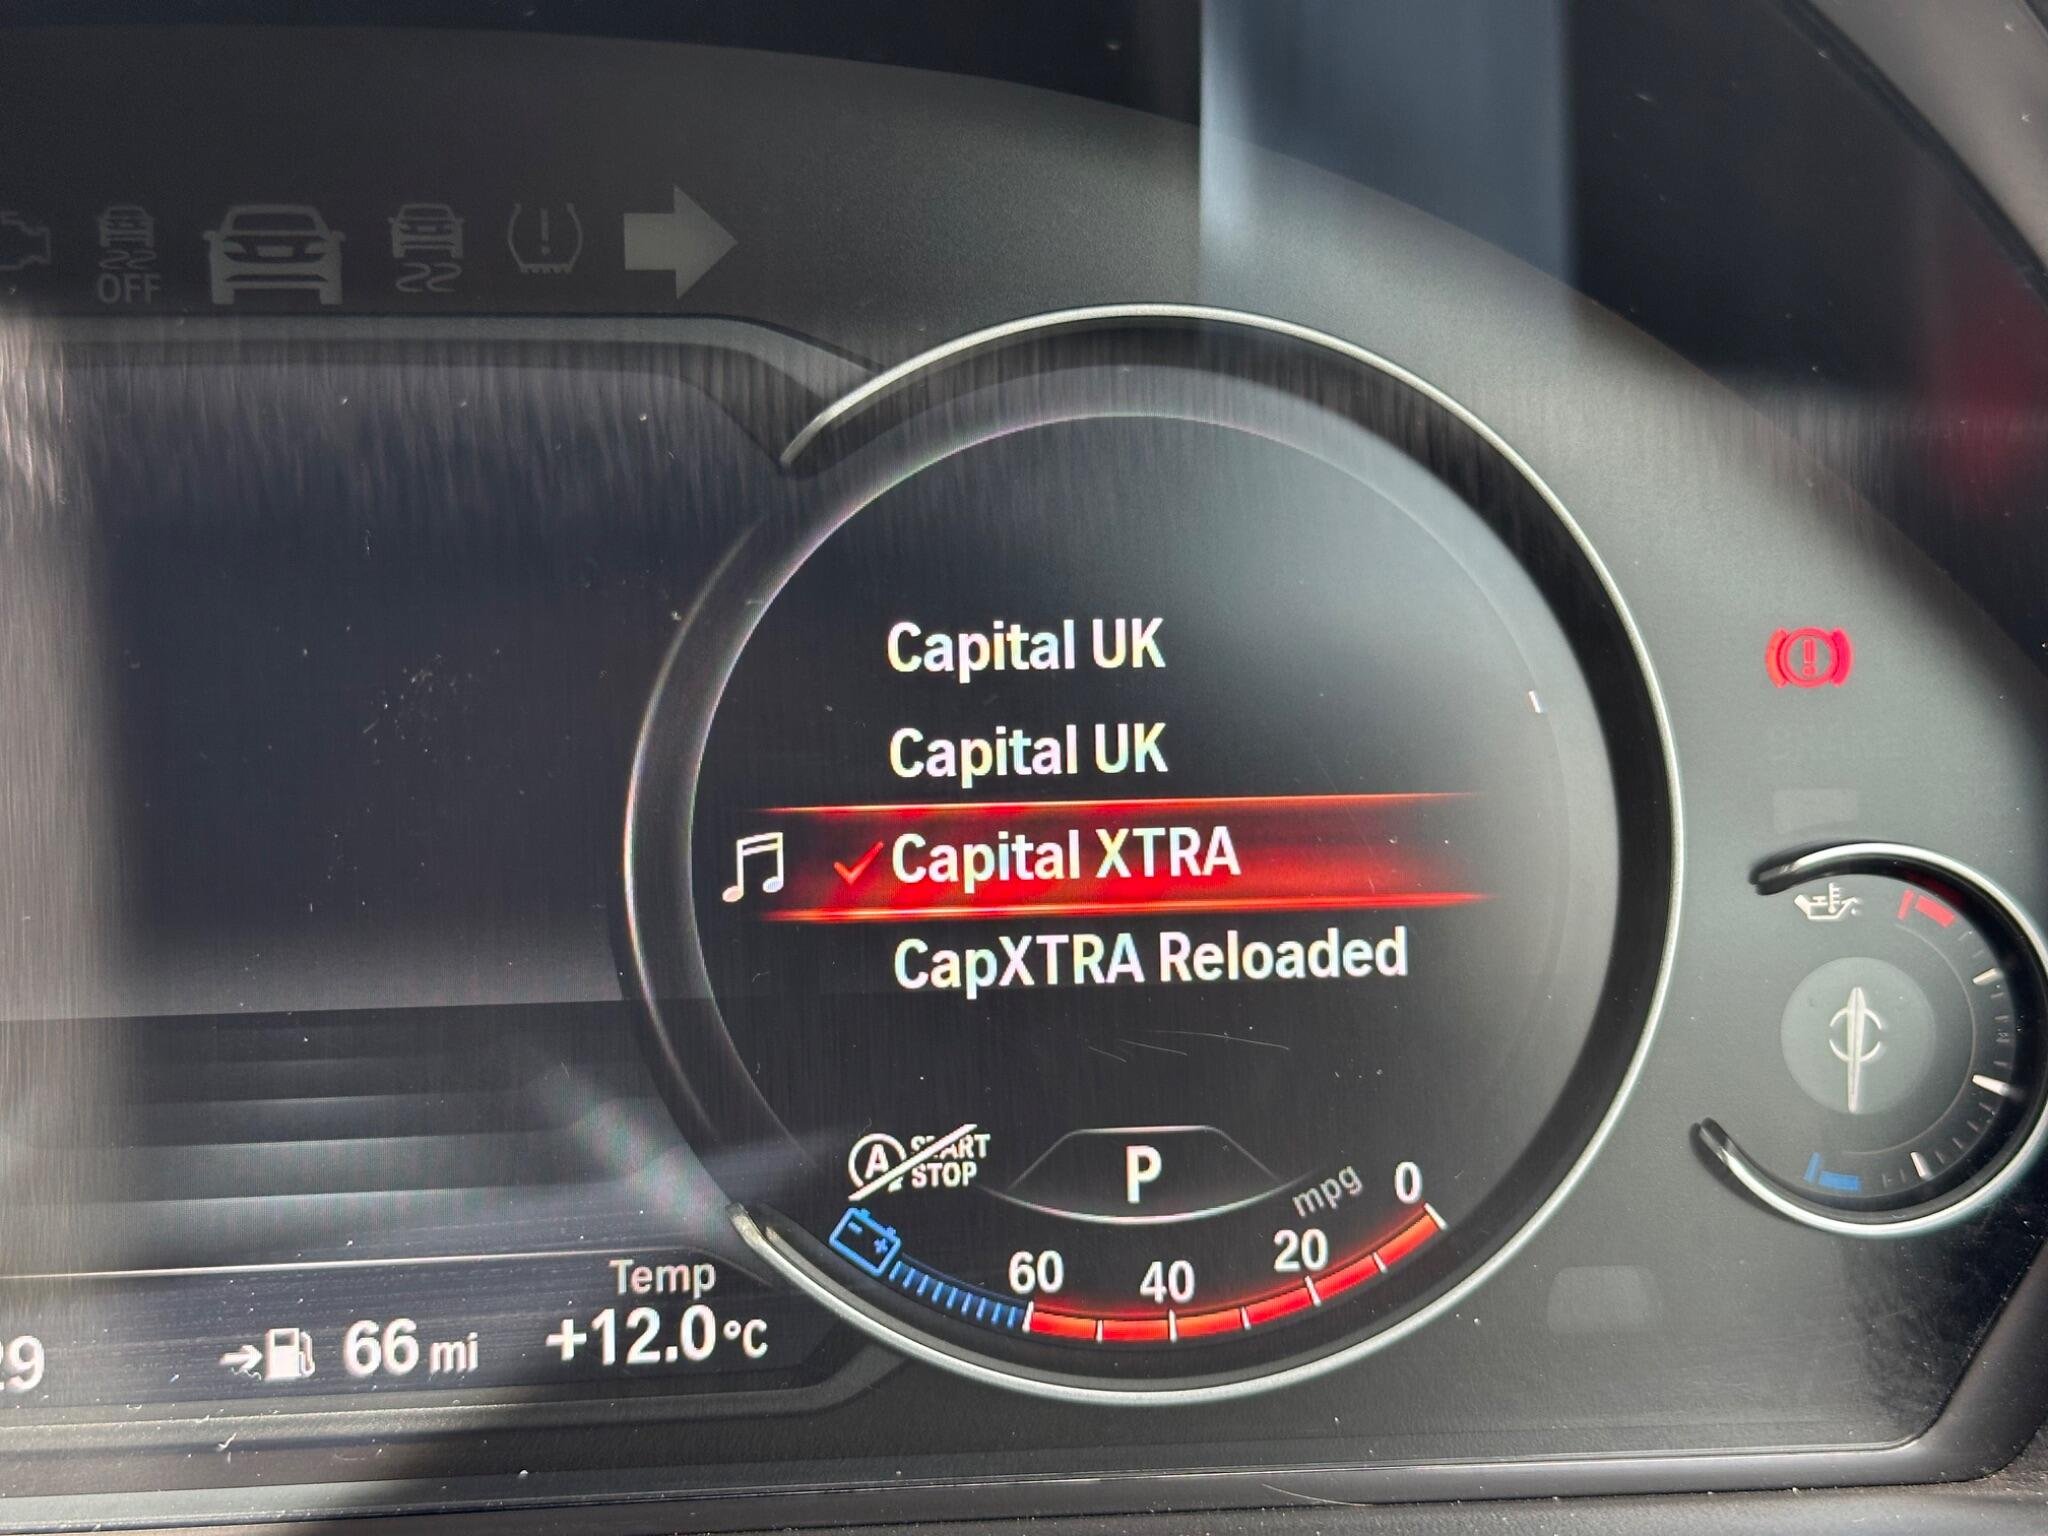 OFF
Capital UK
Capital UK
Capital XTRA
CapXTRA Reloaded
A START STOP
P
mpg
60 40 20 0
Temp
29 66 mi +12.0 °C